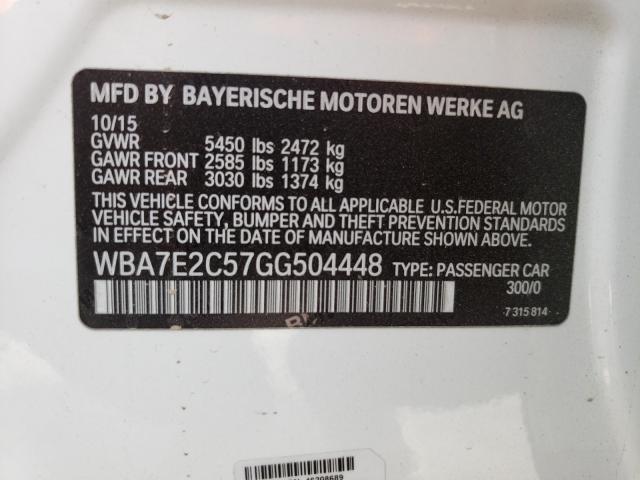 MFD BY BAYERISCHE MOTOREN WERKE AG
10/15
GVWR 5450 lbs 2472 kg
GAWR FRONT 2585 lbs 1173 kg
GAWR REAR 3030 lbs 1374 kg
THIS VEHICLE CONFORMS TO ALL APPLICABLE U.S.FEDERAL MOTOR
VEHICLE SAFETY, BUMPER AND THEFT PREVENTION STANDARDS
IN EFFECT ON THE DATE OF MANUFACTURE SHOWN ABOVE.
WBA7E2C57GG504448 TYPE: PASSENGER CAR
300/0
7 315 814